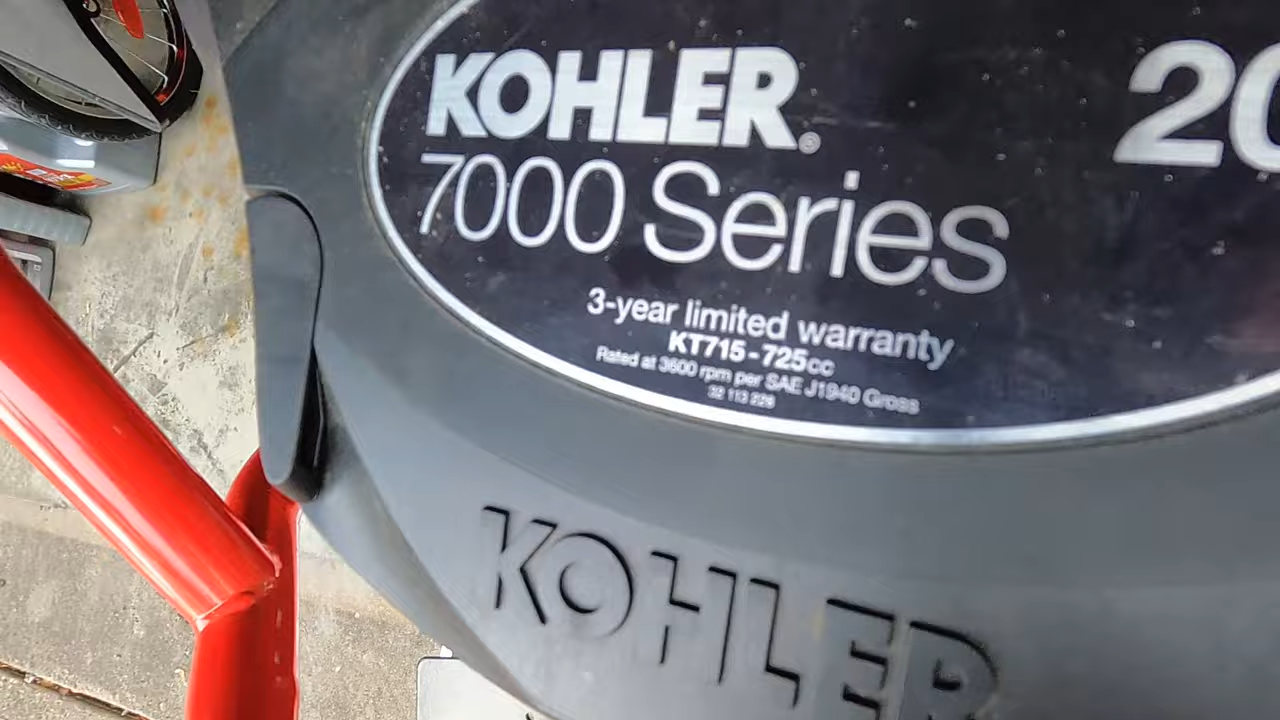 KOHLER®
20
7000 Series
3-year limited warranty
KT715-725cc
Rated at 3600 rpm per SAE J1940 Gross
32 113 229
KOHLER